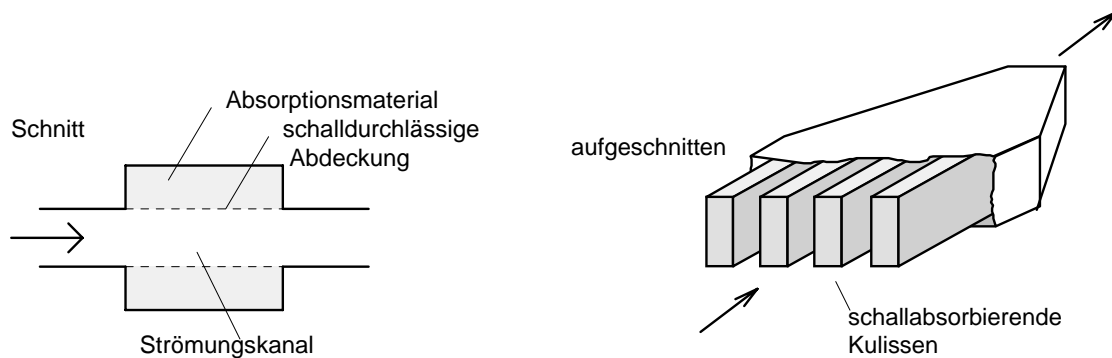 Schnitt
Absorptionsmaterial
schalldurchlässige
Abdeckung
Strömungskanal
aufgeschnitten
schallabsorbierende
Kulissen